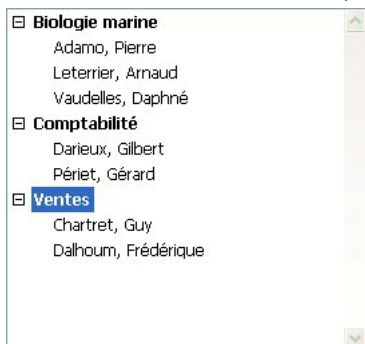 Biologie marine
Adamo, Pierre
Leterrier, Arnaud
Vaudelles, Daphné
Comptabilité
Darieux, Gilbert
Périet, Gérard
Ventes
Chartret, Guy
Dalhoum, Frédérique